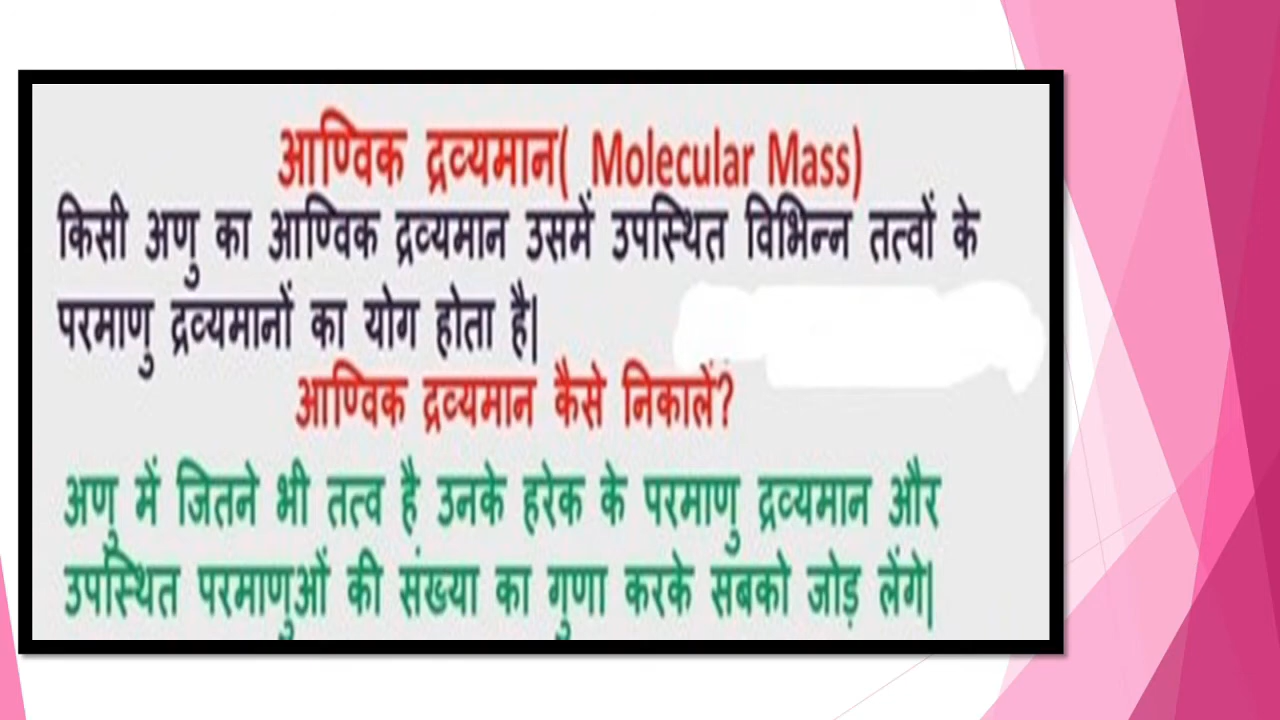 आण्विक द्रव्यमान( Molecular Mass)
किसी अणु का आण्विक द्रव्यमान उसमें उपस्थित विभिन्न तत्वों के
परमाणु द्रव्यमानों का योग होता है|
आण्विक द्रव्यमान कैसे निकालें?
अणु में जितने भी तत्व है उनके हरेक के परमाणु द्रव्यमान और
उपस्थित परमाणुओं की संख्या का गुणा करके सबको जोड़ लेंगे|